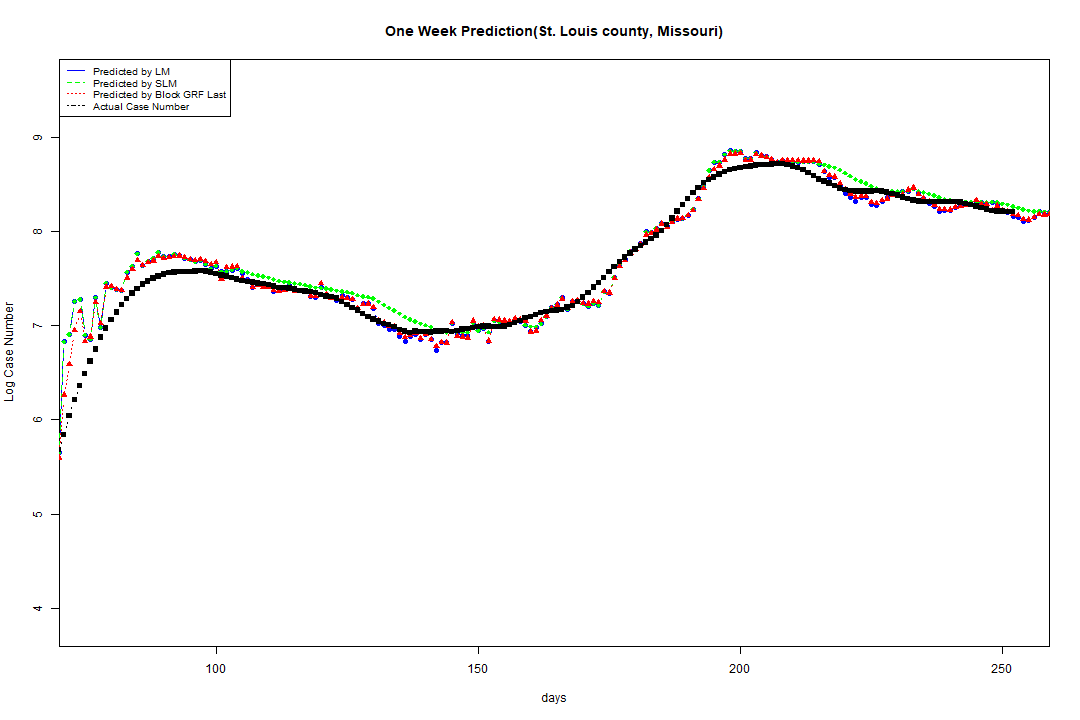 One Week Prediction(St. Louis county, Missouri)
Predicted by LM
Predicted by SLM
Predicted by Block GRF Last
Actual Case Number
9
8
7
6
5
4
Log Case Number
100 150 200 250
days